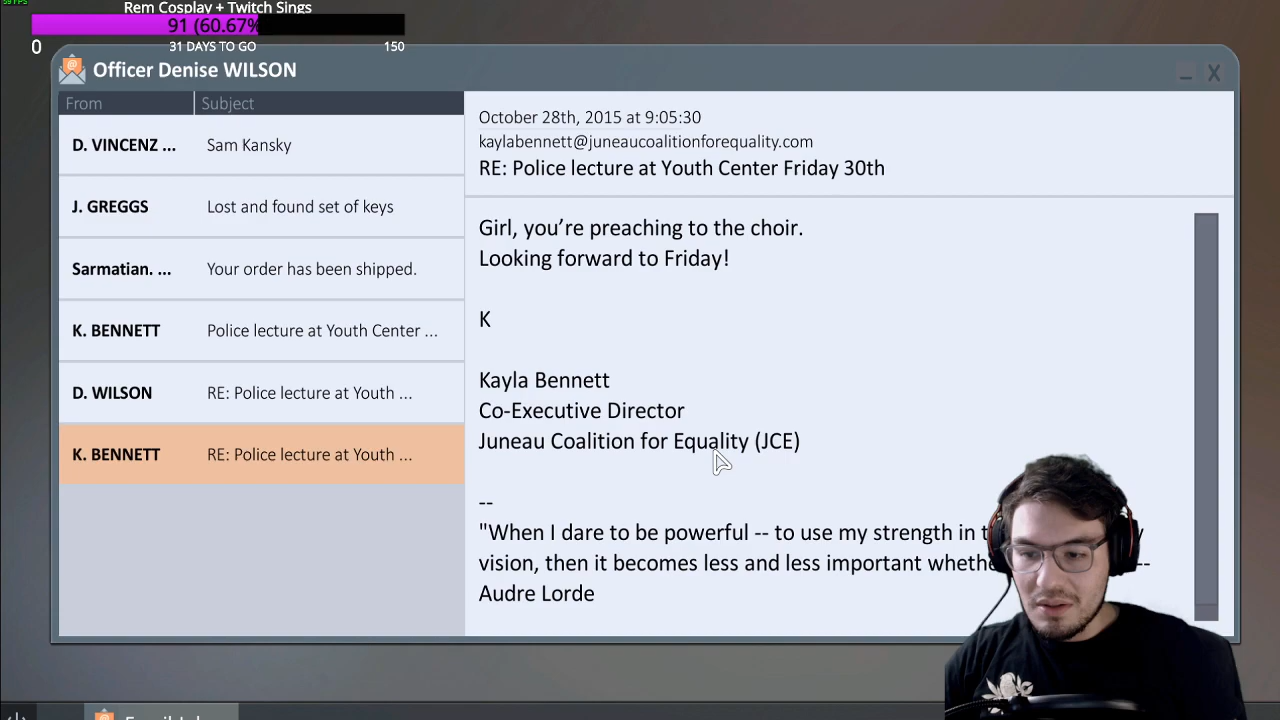 59 FPS
Rem Cosplay + Twitch Sings
91 (60.67%
0
31 DAYS TO GO
150
Officer Denise WILSON
From
Subject
D. VINCENZ ...
Sam Kansky
J. GREGGS
Lost and found set of keys
Sarmatian. ...
Your order has been shipped.
K. BENNETT
Police lecture at Youth Center ...
D. WILSON
RE: Police lecture at Youth ...
K. BENNETT
RE: Police lecture at Youth ...
October 28th, 2015 at 9:05:30
kaylabennett@juneaucoalitionforequality.com
RE: Police lecture at Youth Center Friday 30th
Girl, you’re preaching to the choir.
Looking forward to Friday!
K
Kayla Bennett
Co-Executive Director
Juneau Coalition for Equality (JCE)
--
"When I dare to be powerful -- to use my strength in
vision, then it becomes less and less important --
Audre Lorde